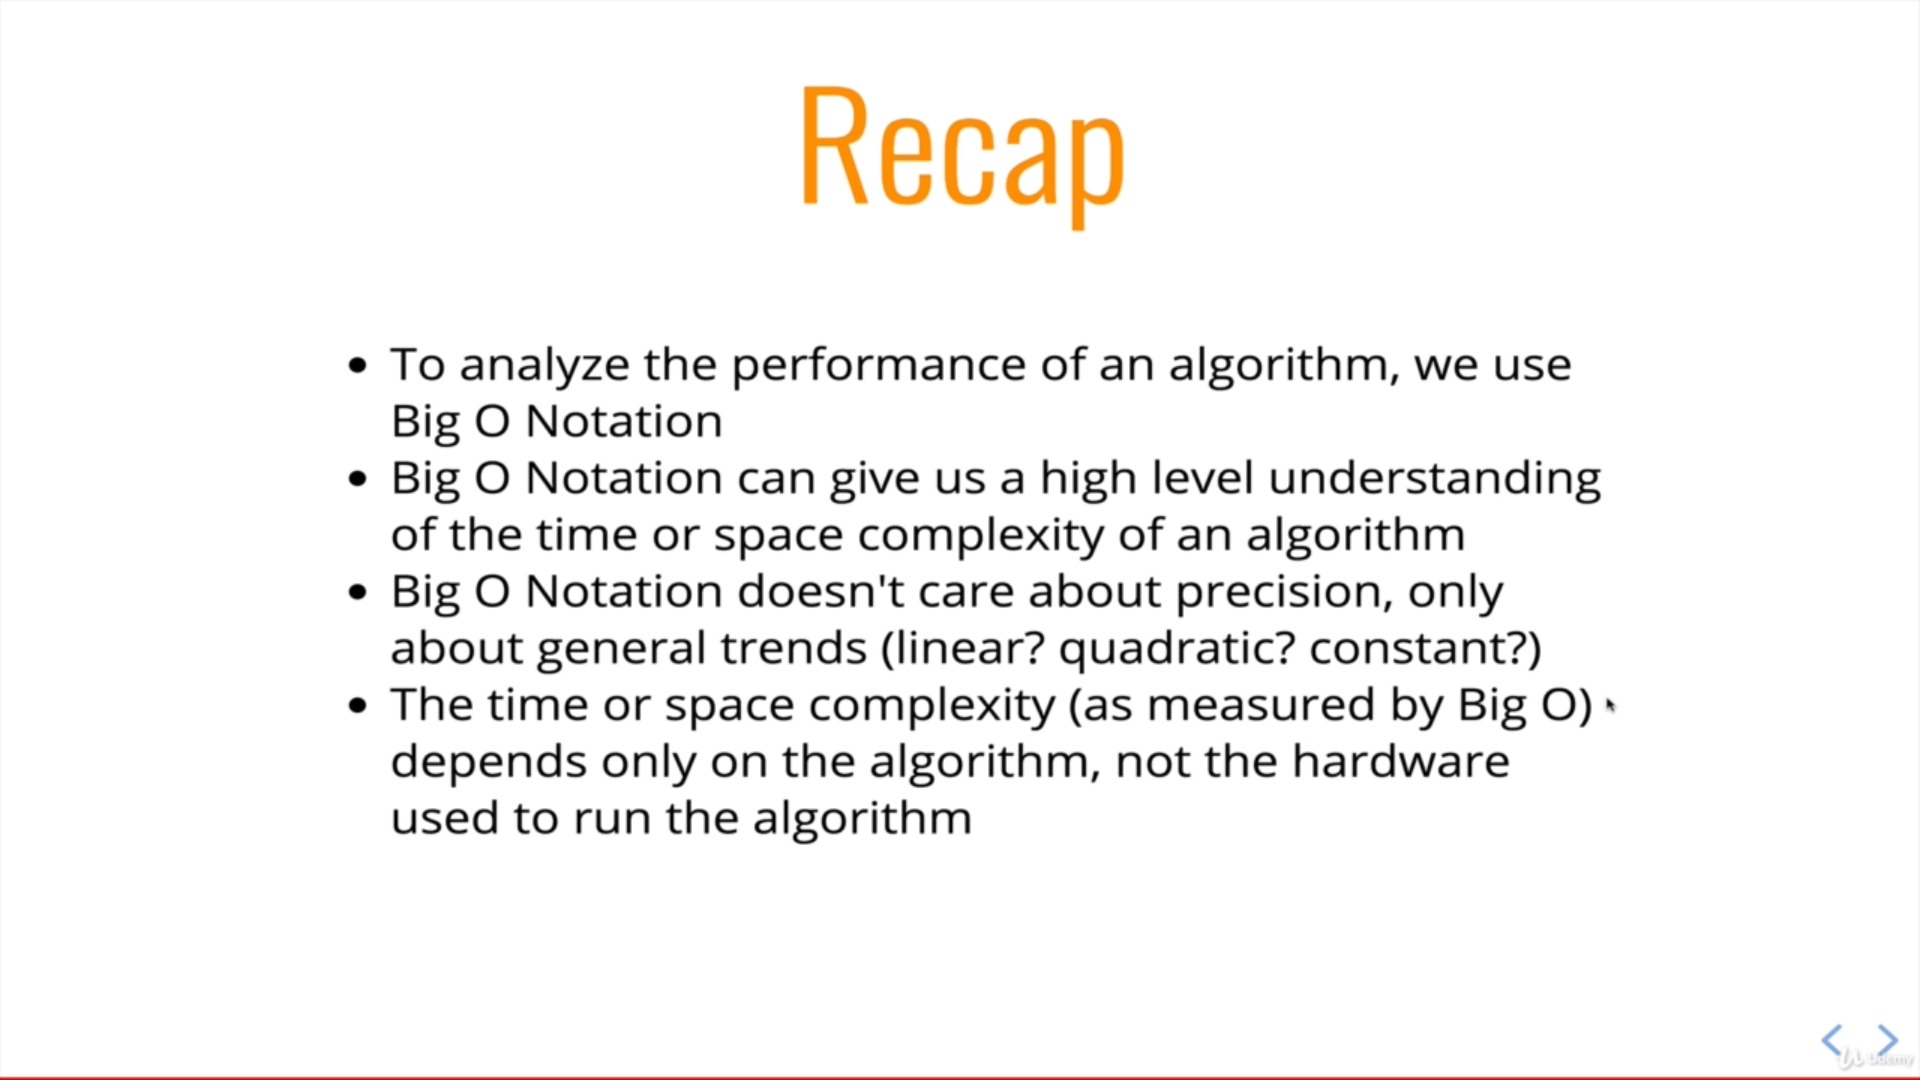 Recap
• To analyze the performance of an algorithm, we use
Big O Notation
• Big O Notation can give us a high level understanding
of the time or space complexity of an algorithm
• Big O Notation doesn't care about precision, only
about general trends (linear? quadratic? constant?)
• The time or space complexity (as measured by Big O)
depends only on the algorithm, not the hardware
used to run the algorithm
Udemy